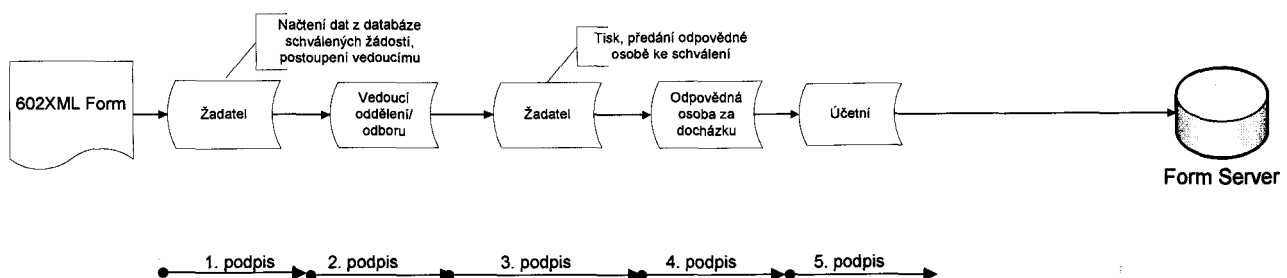 Načtení dat z databáze
schválených žádostí,
postoupení vedoucímu
Tisk, předání odpovědné
osobě ke schválení
602XML Form
Žadatel
Vedoucí
oddělení/
odboru
Žadatel
Odpovědná
osoba za
docházku
Účetní
Form Server
1. podpis
2. podpis
3. podpis
4. podpis
5. podpis